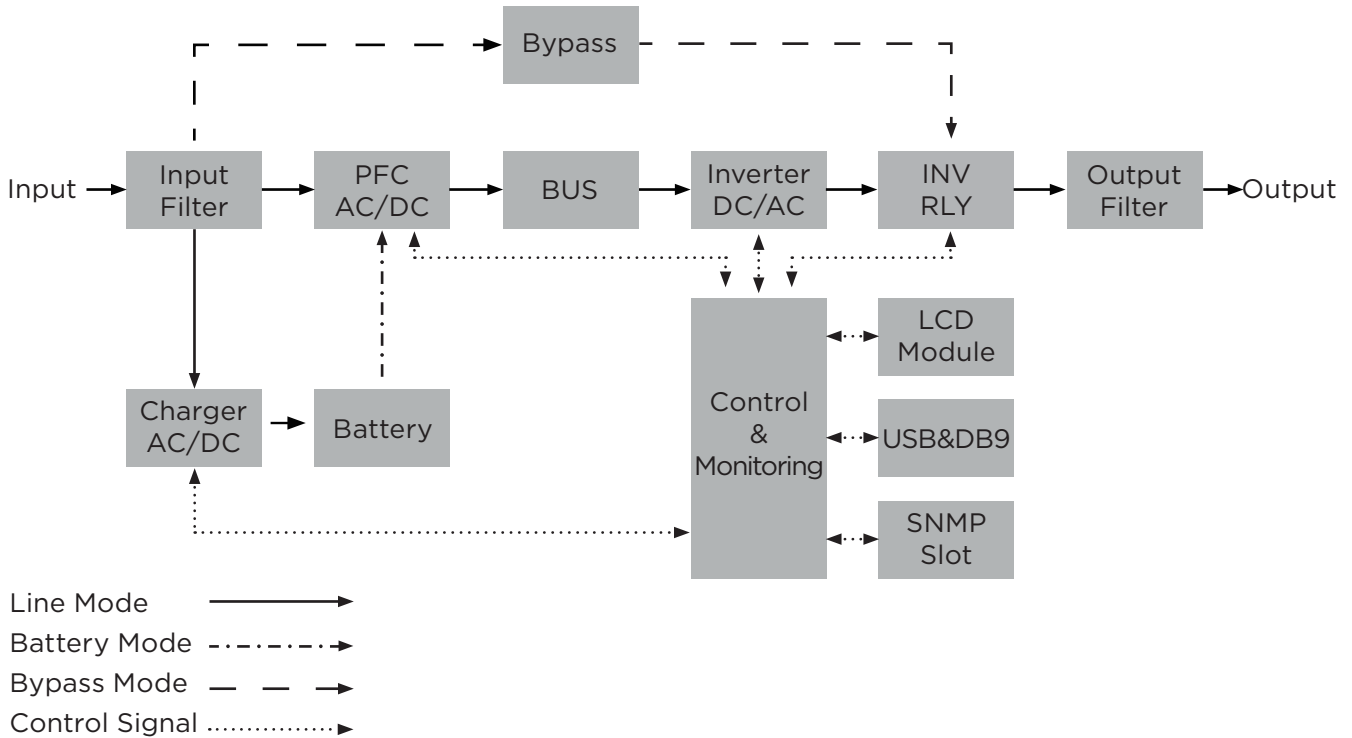 Bypass
Input
Input
Filter
PFC
AC/DC
BUS
Inverter
DC/AC
INV
RLY
Output
Filter
Output
Charger
AC/DC
Battery
Control
&
Monitoring
LCD
Module
USB&DB9
SNMP
Slot
Line Mode
Battery Mode
Bypass Mode
Control Signal